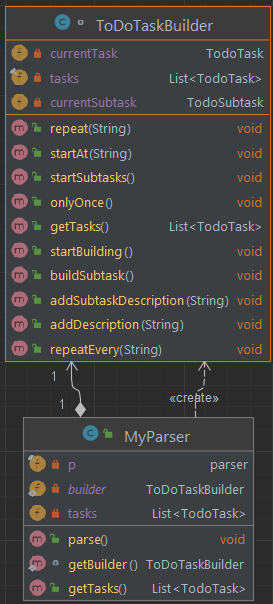 ToDoTaskBuilder
currentTask TodoTask
tasks List<TodoTask>
currentSubtask TodoSubtask
repeat(String) void
startAt(String) void
startSubtasks() void
onlyOnce() void
getTasks() List<TodoTask>
startBuilding() void
buildSubtask() void
addSubtaskDescription(String) void
addDescription(String) void
repeatEvery(String) void
1
1
«create»
MyParser
p parser
builder ToDoTaskBuilder
tasks List<TodoTask>
parse() void
getBuilder() ToDoTaskBuilder
getTasks() List<TodoTask>